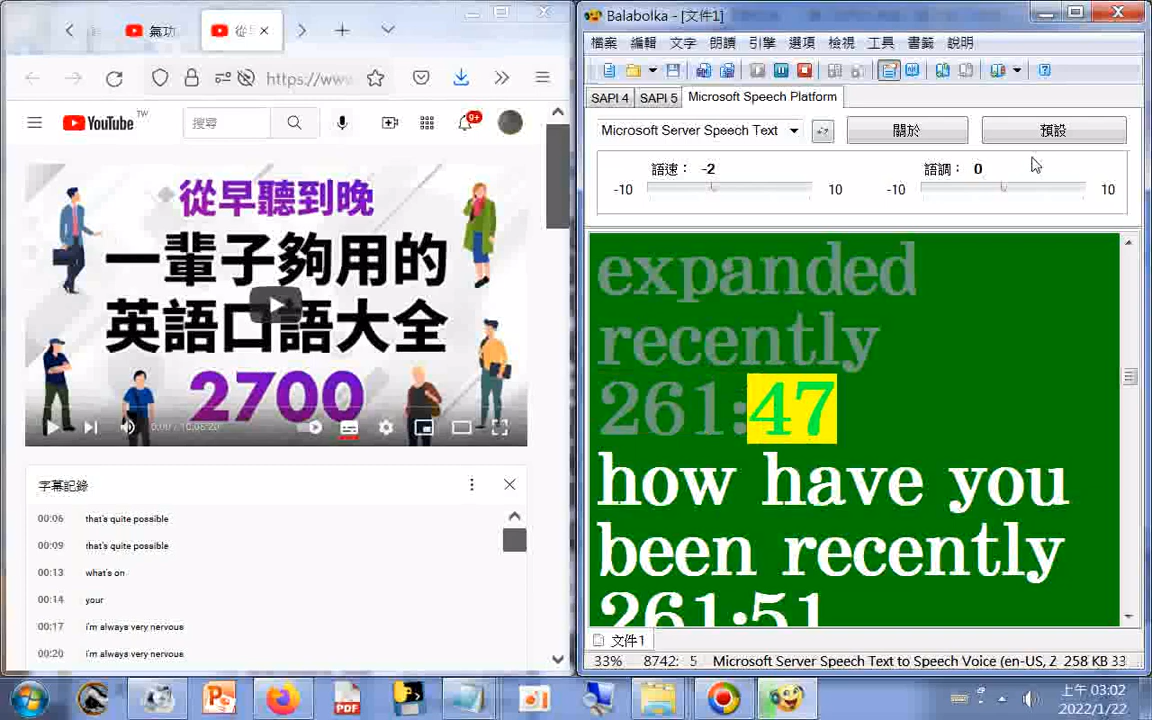 氣功
從!
https://www
YouTube TW
搜尋
9+
從早聽到晚
一輩子夠用的
英語口語大全
2700
字幕記錄
00:06 that's quite possible
00:09 that's quite possible
00:13 what's on
00:14 your
00:17 i'm always very nervous
00:20 i'm always very nervous
Balabolka - [文件1]
檔案 編輯 文字 朗讀 引擎 選項 檢視 工具 書籤 說明
SAPI 4 SAPI 5 Microsoft Speech Platform
Microsoft Server Speech Text 關於 預設
語速： -2 語調： 0
-10 10 -10 10
expanded
recently
261:47
how have you
been recently
261:51
文件1
33% 8742: 5 Microsoft Server Speech Text to Speech Voice (en-US, Z 258 KB 33
PDF
上午 03:02
2022/1/22